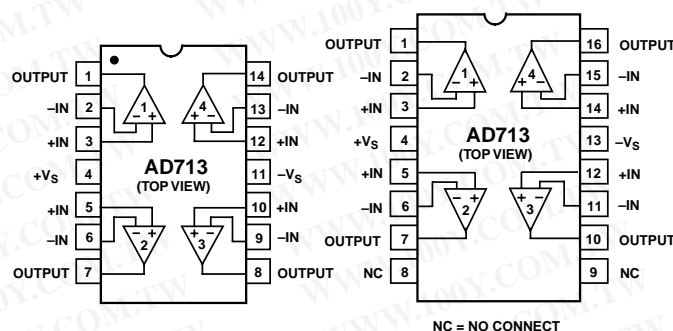 OUTPUT 1 14 OUTPUT
–IN 2 1 4 13 –IN
– + + –
+IN 3 12 +IN
AD713
+VS 4 (TOP VIEW) 11 –VS
+IN 5 10 +IN
– + + –
–IN 6 2 3 9 –IN
OUTPUT 7 8 OUTPUT
OUTPUT 1 16 OUTPUT
–IN 2 1 4 15 –IN
– + + –
+IN 3 14 +IN
AD713
+VS 4 (TOP VIEW) 13 –VS
+IN 5 12 +IN
– + + –
–IN 6 2 3 11 –IN
OUTPUT 7 10 OUTPUT
NC 8 9 NC
NC = NO CONNECT
WWW.100Y.COM.TW